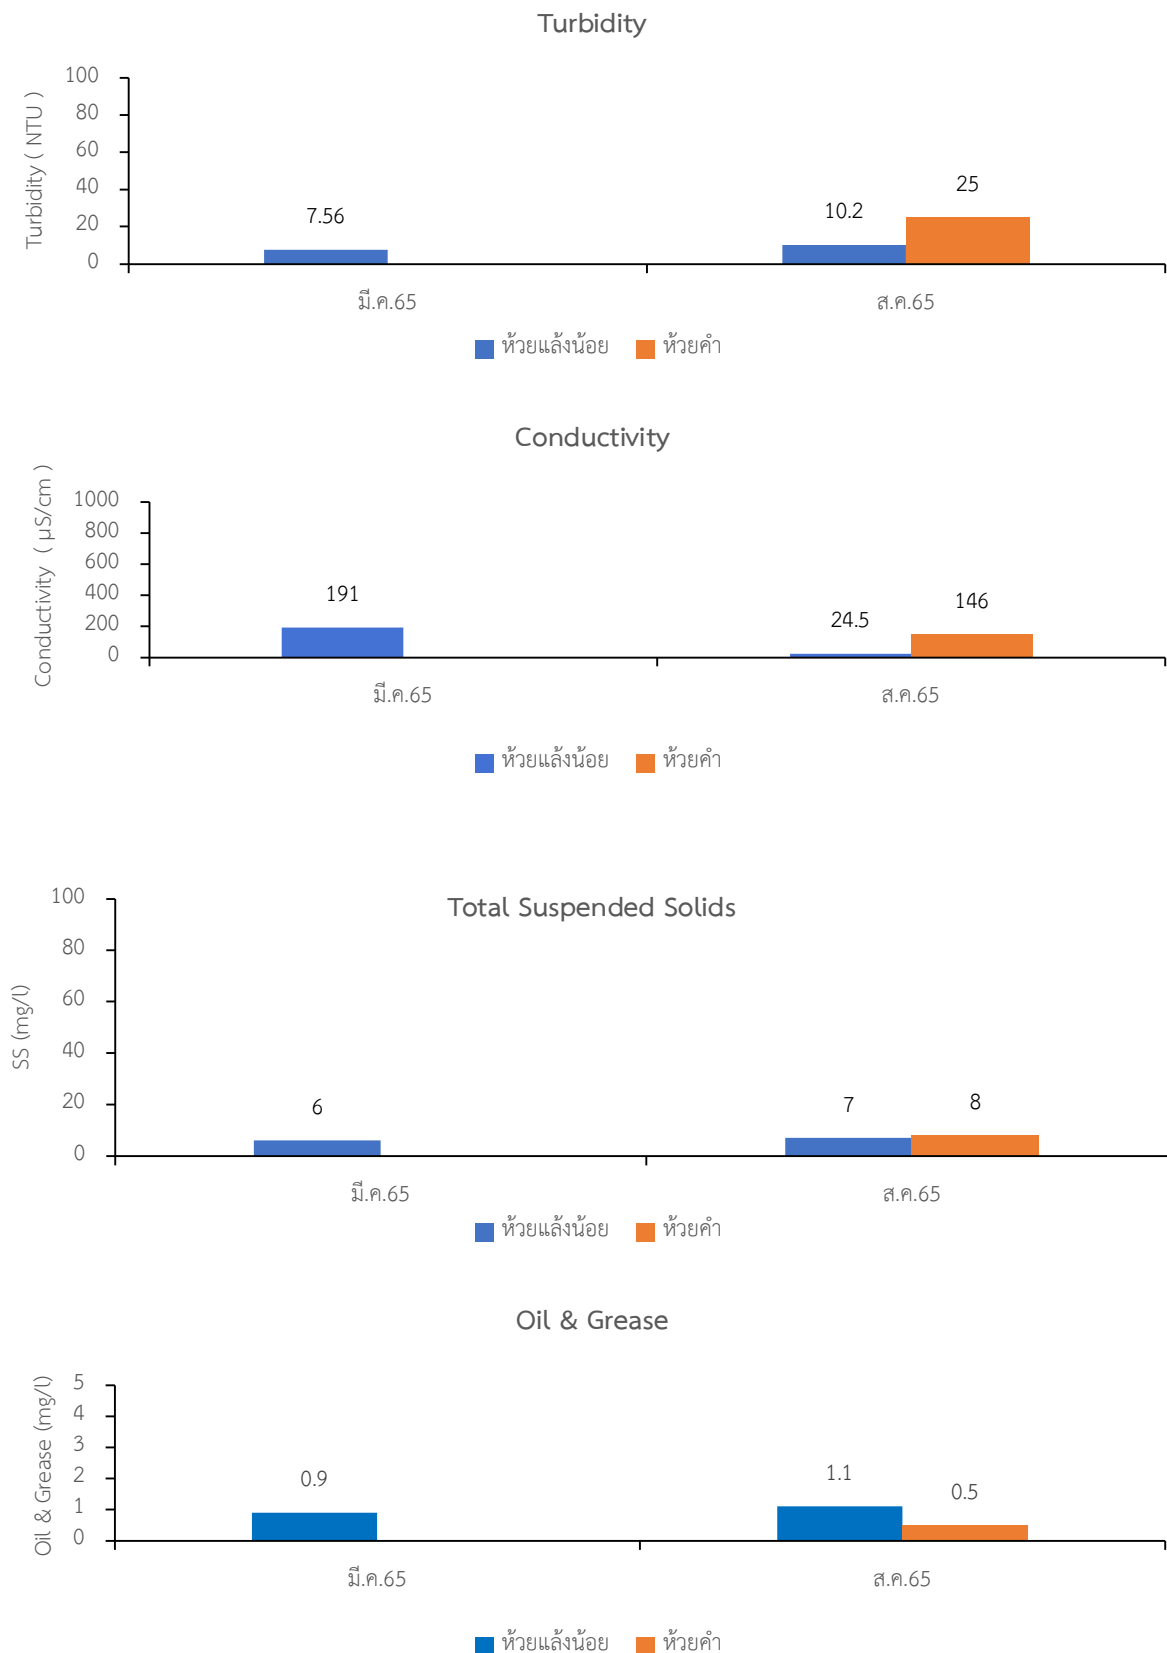 Turbidity
Turbidity ( NTU )
100
80
60
40
20
0
7.56
10.2
25
มี.ค.65
ส.ค.65
ห้วยแล้งน้อย
ห้วยคำ
Conductivity
Conductivity ( µS/cm )
1000
800
600
400
200
0
191
24.5
146
มี.ค.65
ส.ค.65
ห้วยแล้งน้อย
ห้วยคำ
Total Suspended Solids
SS (mg/l)
100
80
60
40
20
0
6
7
8
มี.ค.65
ส.ค.65
ห้วยแล้งน้อย
ห้วยคำ
Oil & Grease
Oil & Grease (mg/l)
5
4
3
2
1
0
0.9
1.1
0.5
มี.ค.65
ส.ค.65
ห้วยแล้งน้อย
ห้วยคำ